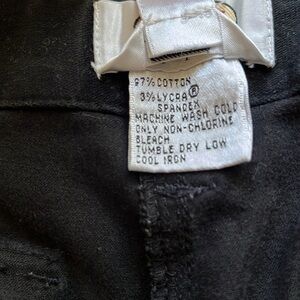 97% COTTON
3% LYCRA®
SPANDEX
MACHINE WASH COLD
ONLY NON-CHLORINE
BLEACH
TUMBLE DRY LOW
COOL IRON